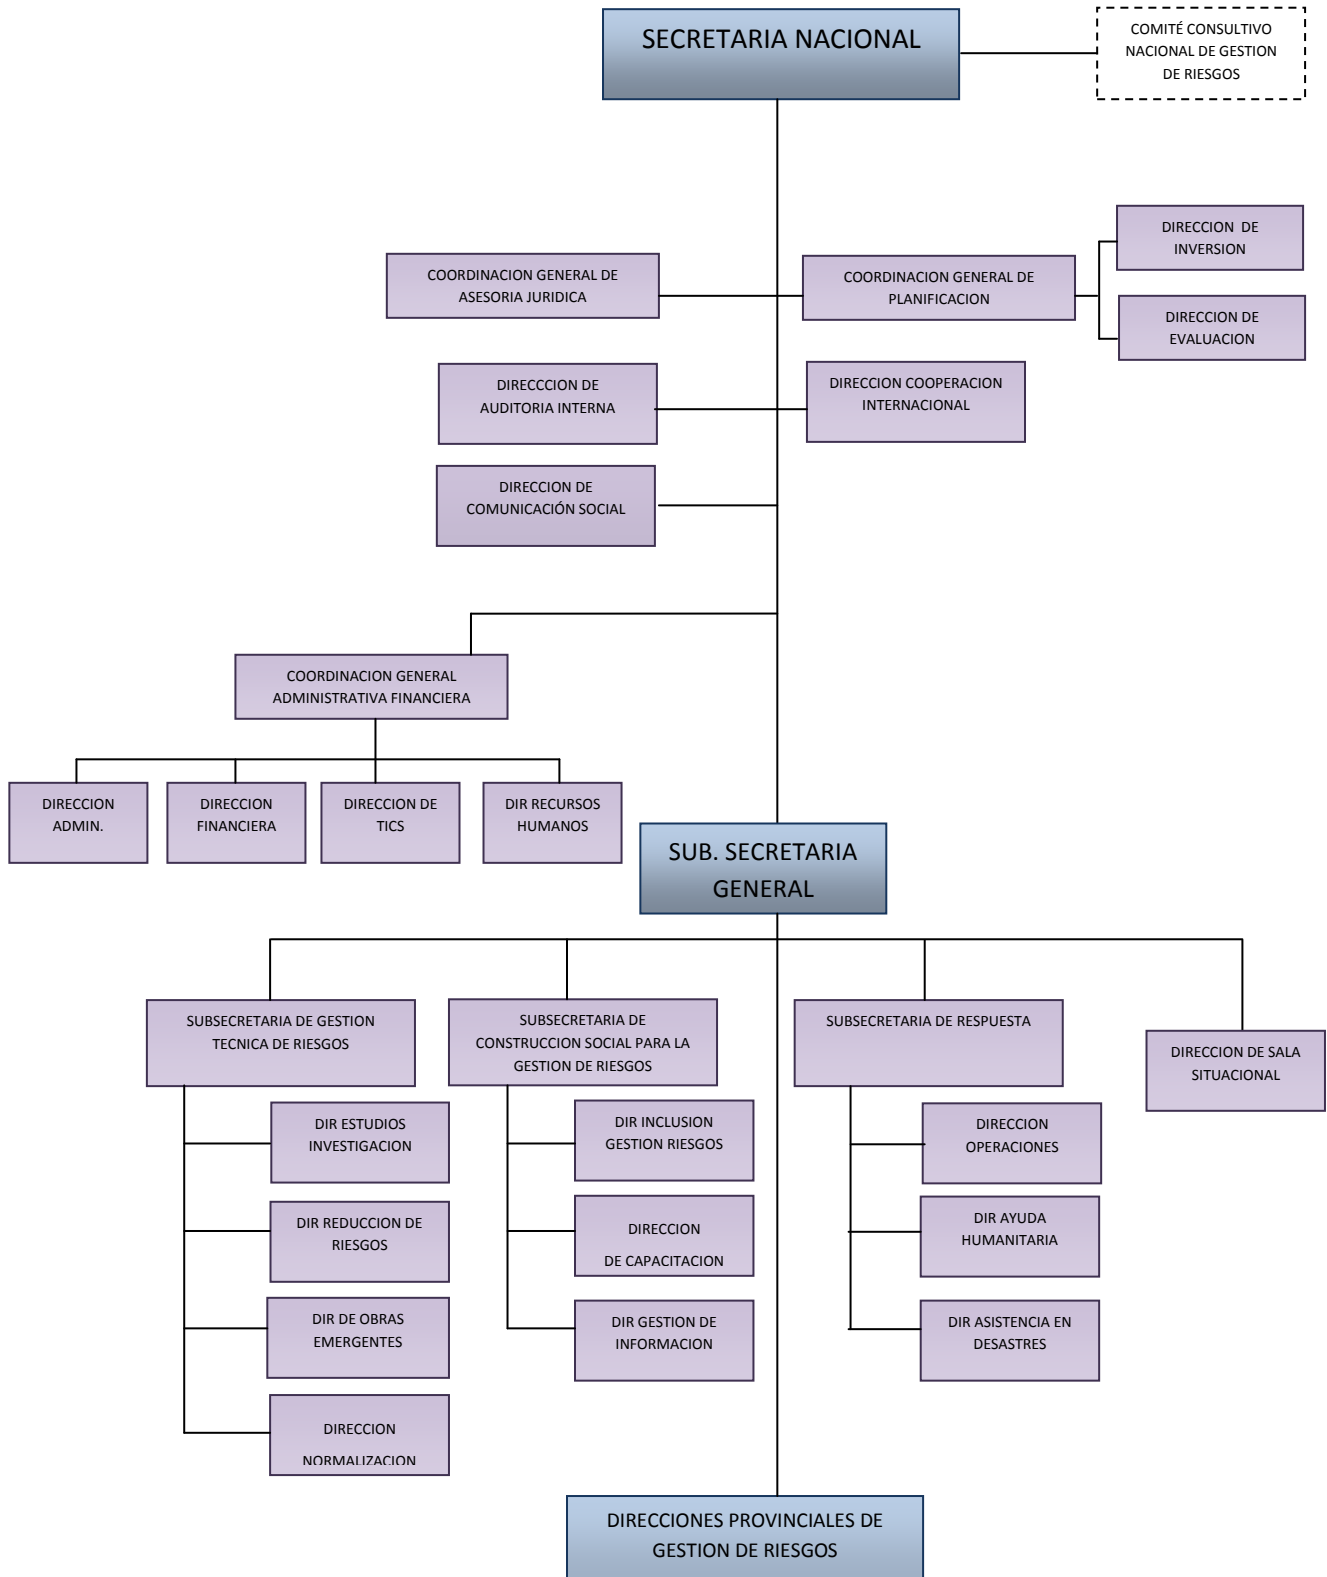 SECRETARIA NACIONAL
COMITÉ CONSULTIVO
NACIONAL DE GESTION
DE RIESGOS
DIRECCION DE
INVERSION
COORDINACION GENERAL DE
ASESORIA JURIDICA
COORDINACION GENERAL DE
PLANIFICACION
DIRECCION DE
EVALUACION
DIRECCCION DE
AUDITORIA INTERNA
DIRECCION COOPERACION
INTERNACIONAL
DIRECCION DE
COMUNICACIÓN SOCIAL
COORDINACION GENERAL
ADMINISTRATIVA FINANCIERA
DIRECCION
ADMIN.
DIRECCION
FINANCIERA
DIRECCION DE
TICS
DIR RECURSOS
HUMANOS
SUB. SECRETARIA
GENERAL
SUBSECRETARIA DE GESTION
TECNICA DE RIESGOS
SUBSECRETARIA DE
CONSTRUCCION SOCIAL PARA LA
GESTION DE RIESGOS
SUBSECRETARIA DE RESPUESTA
DIRECCION DE SALA
SITUACIONAL
DIR ESTUDIOS
INVESTIGACION
DIR INCLUSION
GESTION RIESGOS
DIRECCION
OPERACIONES
DIR REDUCCION DE
RIESGOS
DIRECCION
DE CAPACITACION
DIR AYUDA
HUMANITARIA
DIR DE OBRAS
EMERGENTES
DIR GESTION DE
INFORMACION
DIR ASISTENCIA EN
DESASTRES
DIRECCION
NORMALIZACION
DIRECCIONES PROVINCIALES DE
GESTION DE RIESGOS